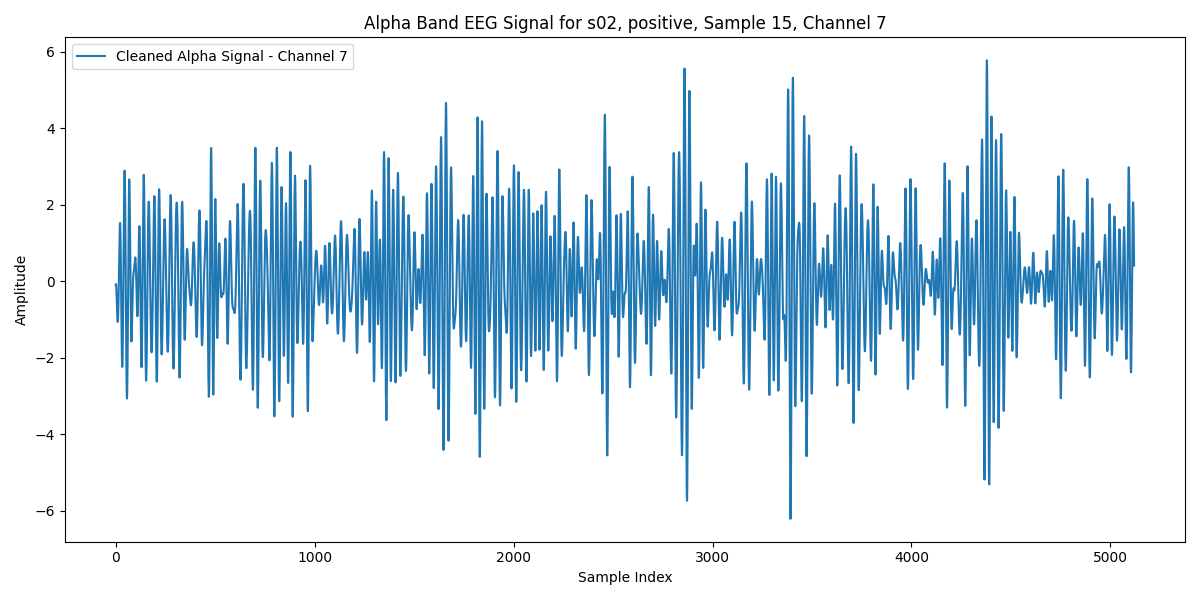 Alpha Band EEG Signal for s02, positive, Sample 15, Channel 7
Cleaned Alpha Signal - Channel 7
Amplitude
6
4
2
0
−2
−4
−6
0 1000 2000 3000 4000 5000
Sample Index